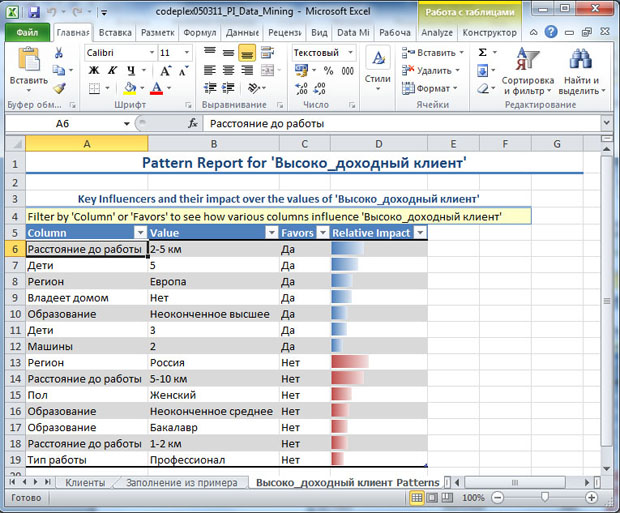 codeplex050311_PI_Data_Mining - Microsoft Excel
Работа с таблицами
Файл Главная Вставка Разметк Формул Данные Реценз Вид Data Mi Рабоча Analyze Конструктор
Вставить
Calibri 11
Ж К Ч
Текстовый
% 000
Стили
Вставить
Удалить
Формат
Сортировка и фильтр
Найти и выделить
Буфер обм... Шрифт Выравнивание Число Ячейки Редактирование
A6 fx Расстояние до работы
A B C D E F G
1 Pattern Report for 'Высоко_доходный клиент'
2
3 Key Influencers and their impact over the values of 'Высоко_доходный клиент'
4 Filter by 'Column' or 'Favors' to see how various columns influence 'Высоко_доходный клиент'
5 Column Value Favors Relative Impact
6 Расстояние до работы 2-5 км Да
7 Дети 5 Да
8 Регион Европа Да
9 Владеет домом Нет Да
10 Образование Неоконченное высшее Да
11 Дети 3 Да
12 Машины 2 Да
13 Регион Россия Нет
14 Расстояние до работы 5-10 км Нет
15 Пол Женский Нет
16 Образование Неоконченное среднее Нет
17 Образование Бакалавр Нет
18 Расстояние до работы 1-2 км Нет
19 Тип работы Профессионал Нет
Клиенты Заполнение из примера Высоко_доходный клиент Patterns
Готово 100%